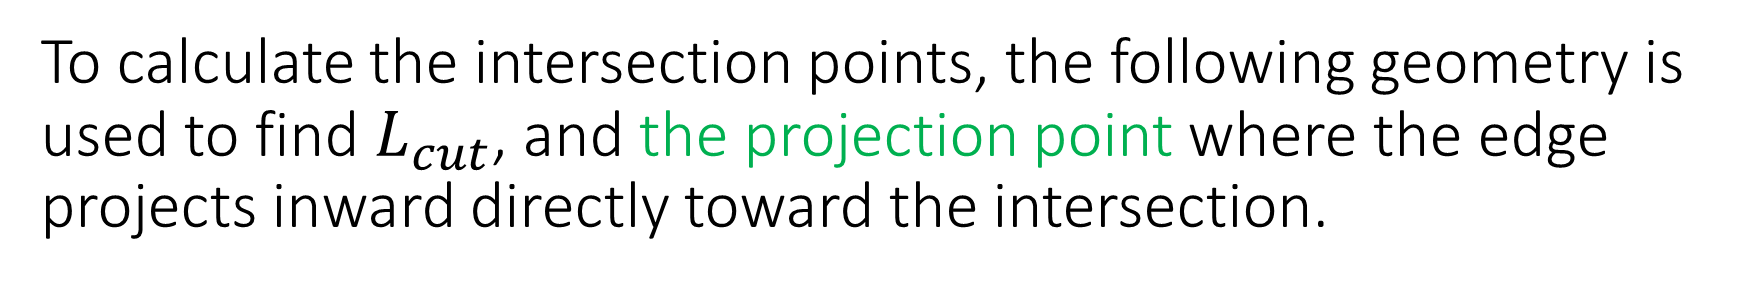 To calculate the intersection points, the following geometry is
used to find L_cut, and the projection point where the edge
projects inward directly toward the intersection.